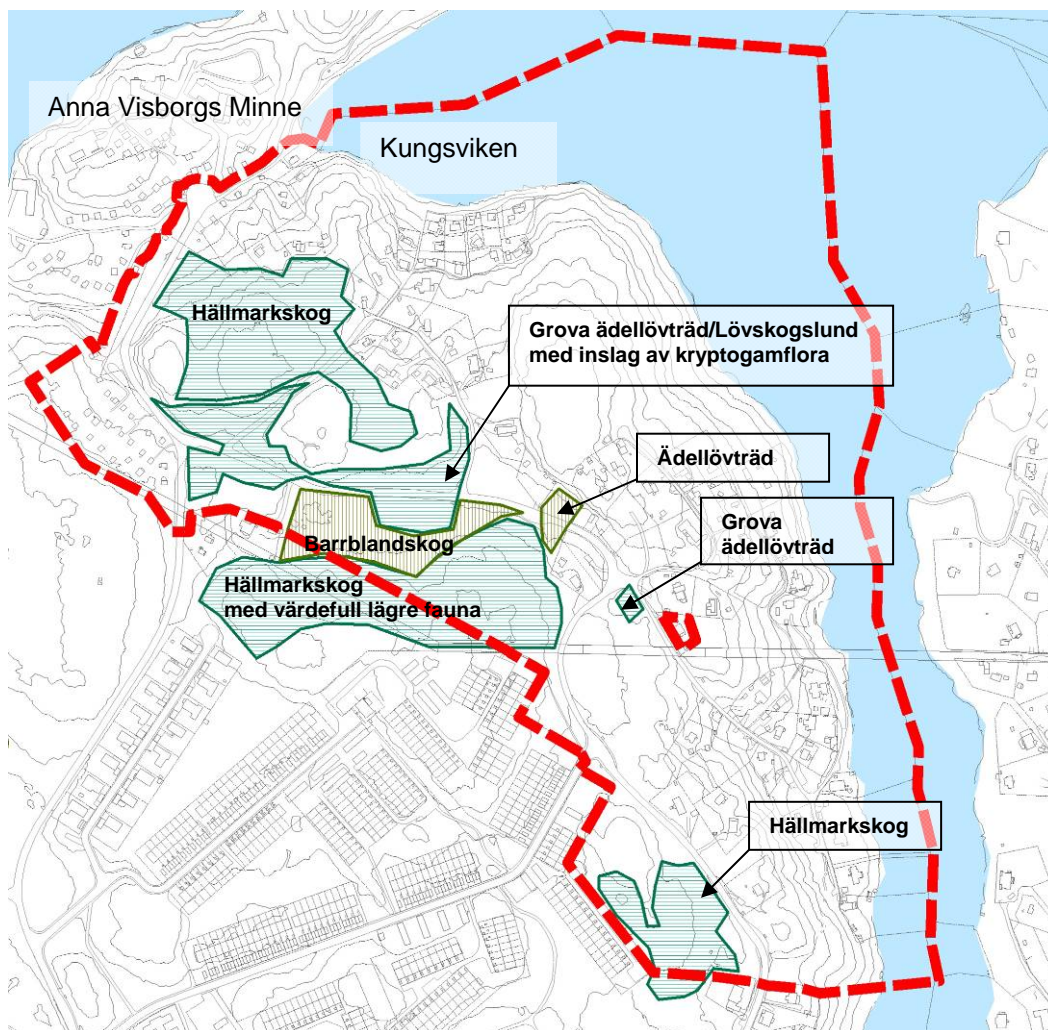 Anna Visborgs Minne
Kungsviken
Hällmarkskog
Grova ädellövträd/Lövskogslund
med inslag av kryptogamflora
Ädellövträd
Grova
ädellövträd
Barrblandskog
Hällmarkskog
med värdefull lägre fauna
Hällmarkskog